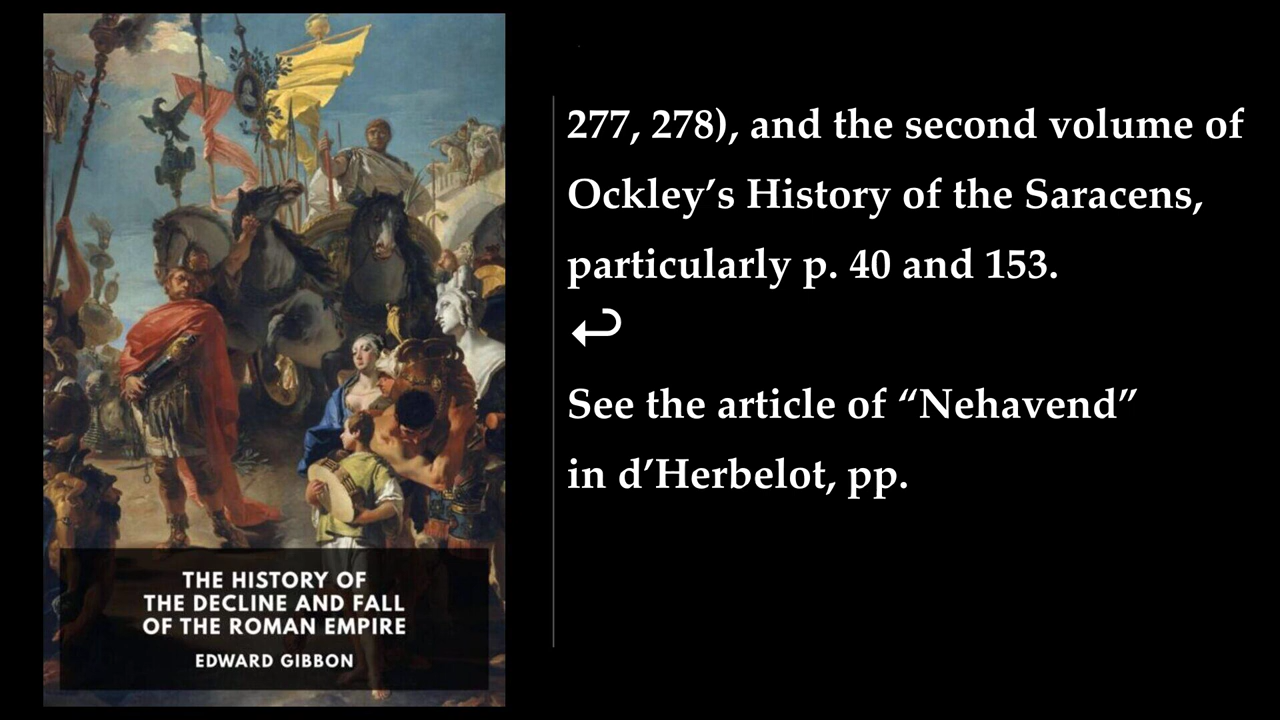 THE HISTORY OF
THE DECLINE AND FALL
OF THE ROMAN EMPIRE
EDWARD GIBBON
277, 278), and the second volume of
Ockley’s History of the Saracens,
particularly p. 40 and 153.
↩
See the article of “Nehavend”
in d’Herbelot, pp.